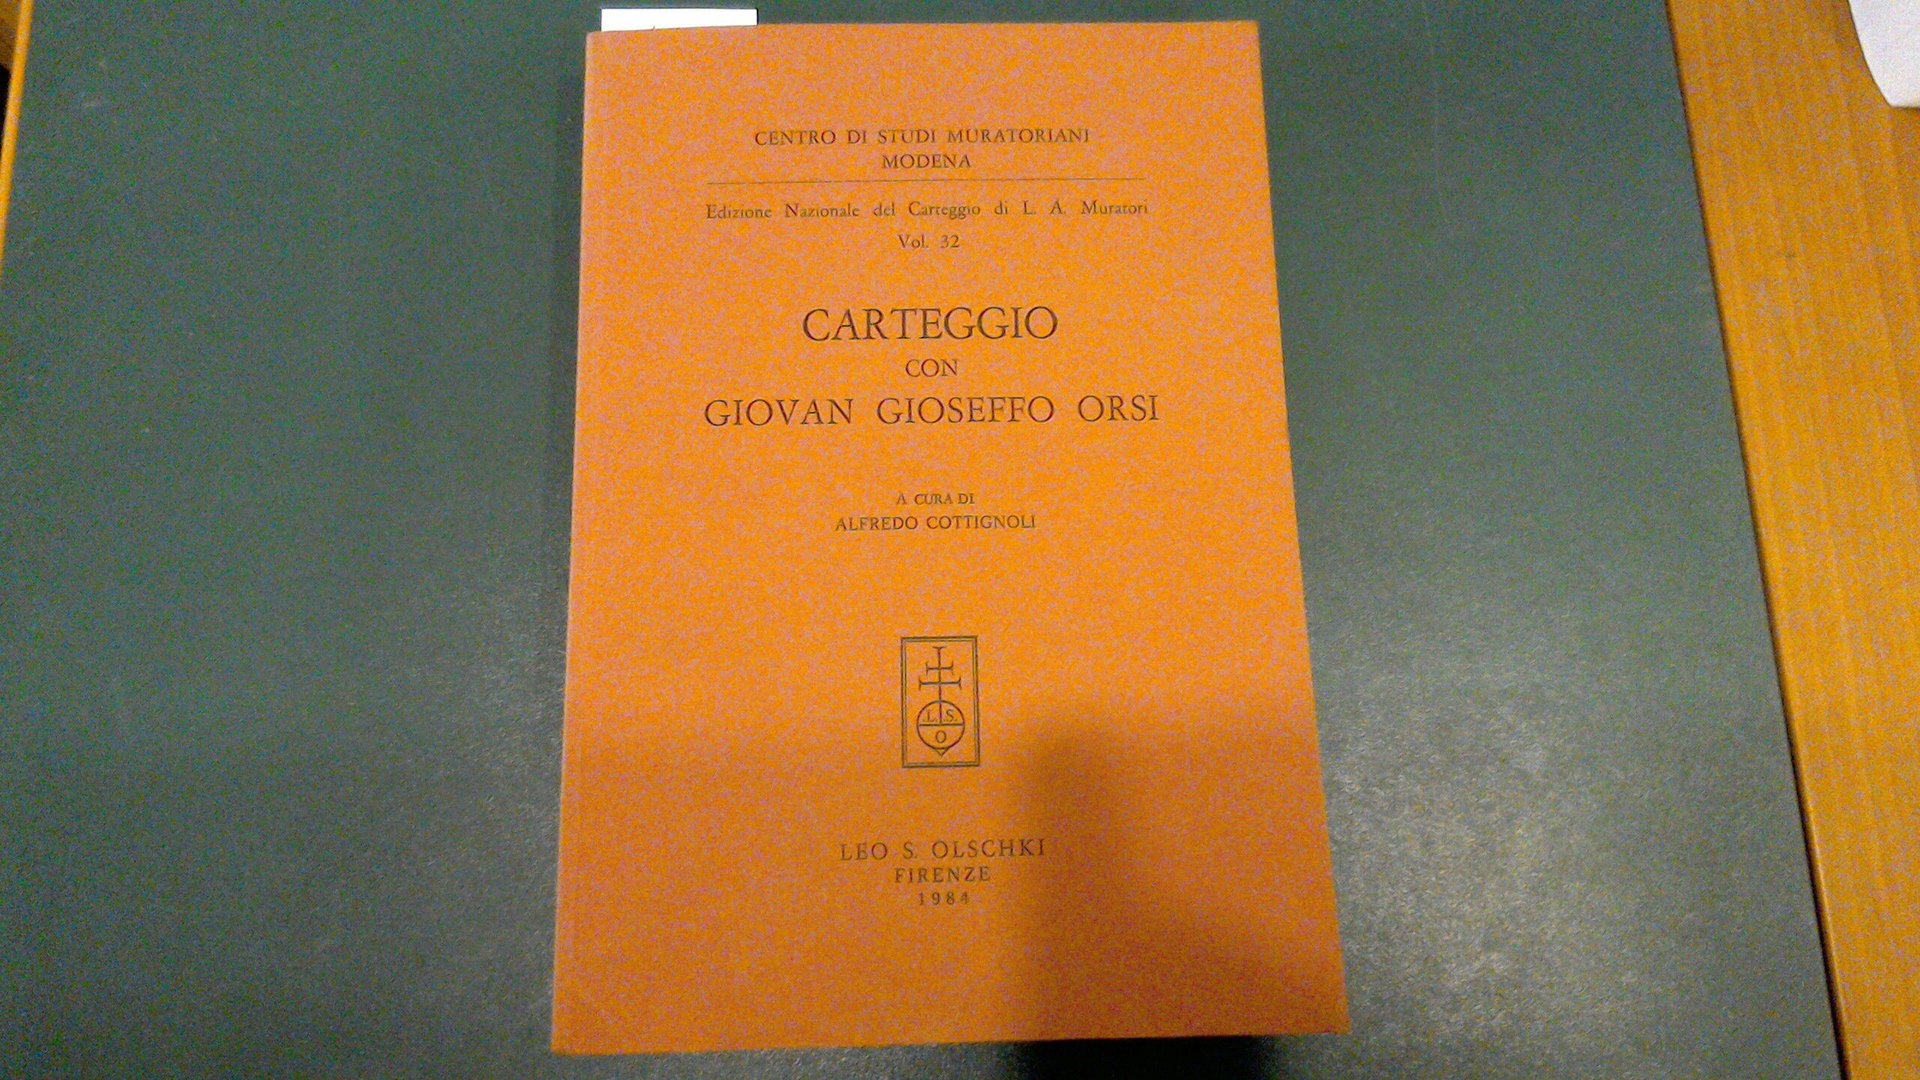 CENTRO DI STUDI MURATORIANI
MODENA
Edizione Nazionale del Carteggio di L. A. Muratori
Vol. 32
CARTEGGIO
CON
GIOVAN GIOSEFFO ORSI
A CURA DI
ALFREDO COTTIGNOLI
L. S.
O
LEO S. OLSCHKI
FIRENZE
1984